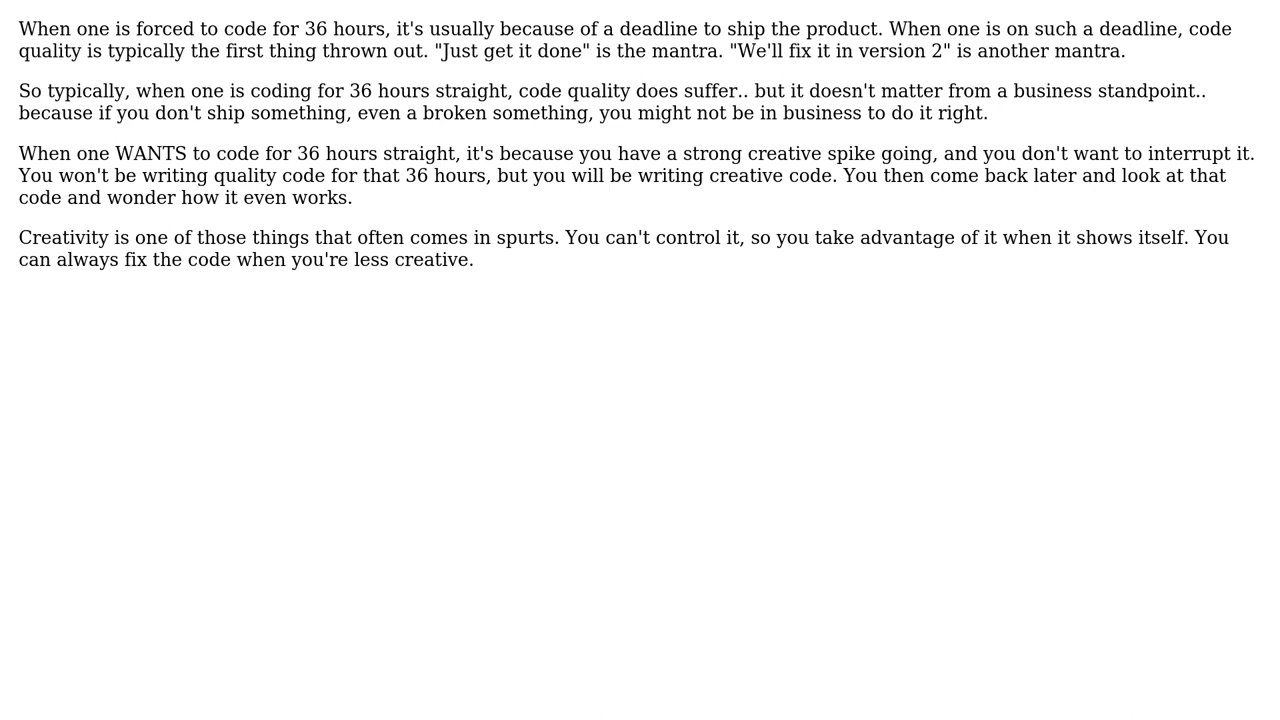 When one is forced to code for 36 hours, it's usually because of a deadline to ship the product. When one is on such a deadline, code
quality is typically the first thing thrown out. "Just get it done" is the mantra. "We'll fix it in version 2" is another mantra.
So typically, when one is coding for 36 hours straight, code quality does suffer.. but it doesn't matter from a business standpoint..
because if you don't ship something, even a broken something, you might not be in business to do it right.
When one WANTS to code for 36 hours straight, it's because you have a strong creative spike going, and you don't want to interrupt it.
You won't be writing quality code for that 36 hours, but you will be writing creative code. You then come back later and look at that
code and wonder how it even works.
Creativity is one of those things that often comes in spurts. You can't control it, so you take advantage of it when it shows itself. You
can always fix the code when you're less creative.